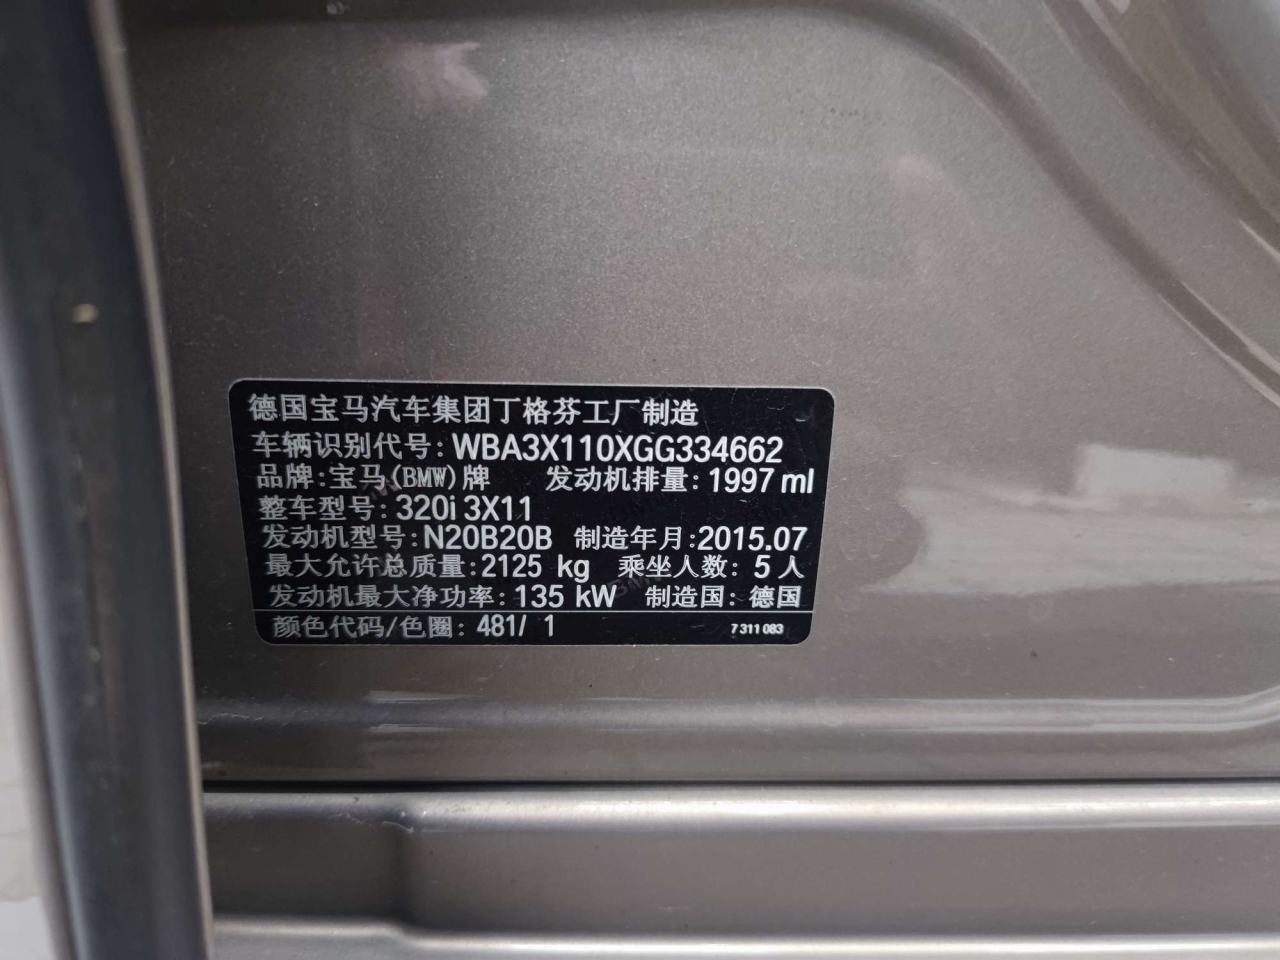 德国宝马汽车集团丁格芬工厂制造
车辆识别代号: WBA3X110XGG334662
品牌: 宝马(BMW)牌 发动机排量: 1997 ml
整车型号: 320i 3X11
发动机型号: N20B20B 制造年月: 2015.07
最大允许总质量: 2125 kg 乘坐人数: 5 人
发动机最大净功率: 135 kW 制造国: 德国
颜色代码/色圈: 481/ 1 7 311 083